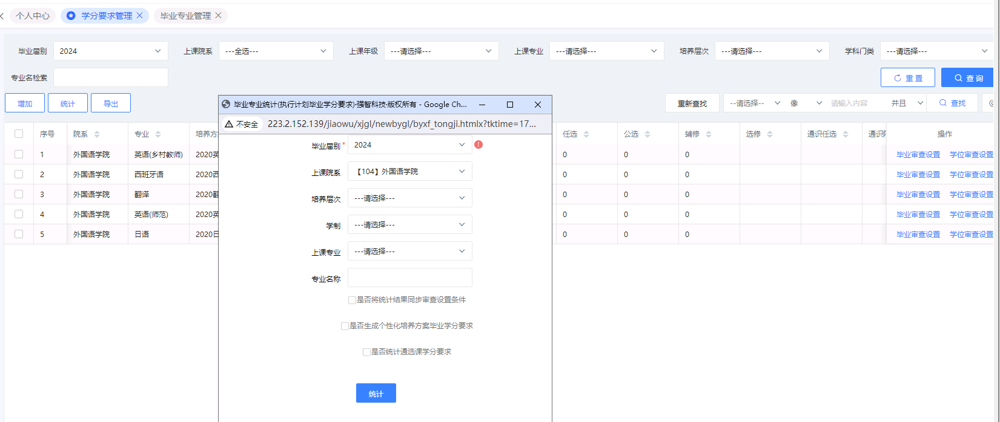 个人中心 学分要求管理 毕业专业管理
毕业届别 2024 上课院系 ---全选--- 上课年级 ---请选择--- 上课专业 ---请选择--- 培养层次 ---请选择--- 学科门类 ---请选择---
专业名检索 重 置 查 询
增加 统计 导出 重新查找 --请选择-- 像 请输入内容 并且 查找
毕业专业统计(执行计划毕业学分要求)·强智科技·版权所有 - Google Ch...
不安全 223.2.152.139/jiaowu/xjgl/newbygl/byxf_tongji.htmlx?tktime=17...
毕业届别* 2024
上课院系 【104】外国语学院
培养层次 ---请选择---
学制 ---请选择---
上课专业 ---请选择---
专业名称
是否将统计结果同步审查设置条件
是否生成个性化培养方案毕业学分要求
是否统计通选课学分要求
统计
序号 院系 专业 培养方 任选 公选 辅修 选修 通识任选 通识 操作
1 外国语学院 英语(乡村教师) 2020英 0 0 0 毕业审查设置 学位审查设置
2 外国语学院 西班牙语 2020西 0 0 0 毕业审查设置 学位审查设置
3 外国语学院 翻译 2020翻 0 0 0 毕业审查设置 学位审查设置
4 外国语学院 英语(师范) 2020英 0 0 0 毕业审查设置 学位审查设置
5 外国语学院 日语 2020日 0 0 0 毕业审查设置 学位审查设置